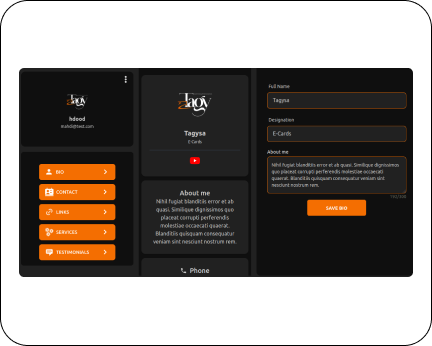 Tagy
hdood
mahil@test.com
BIO
CONTACT
LINKS
SERVICES
TESTIMONIALS
Tagy
Tagysa
E Cards
About me
Nihil fugiat blanditiis error et ab
quasi. Similique dignissimos quo
placeat corrupti perferendis
molestiae occaecati quaerat.
Blanditiis quisquam consequatur
veniam sint nesciunt nostrum rem.
Phone
Full Name
Tagysa
Designation
E-Cards
About me
Nihil fugiat blanditiis error et ab quasi. Similique dignissimos
quo placeat corrupti perferendis molestiae occaecati
quaerat. Blanditiis quisquam consequatur veniam sint
nesciunt nostrum rem.
SAVE BIO